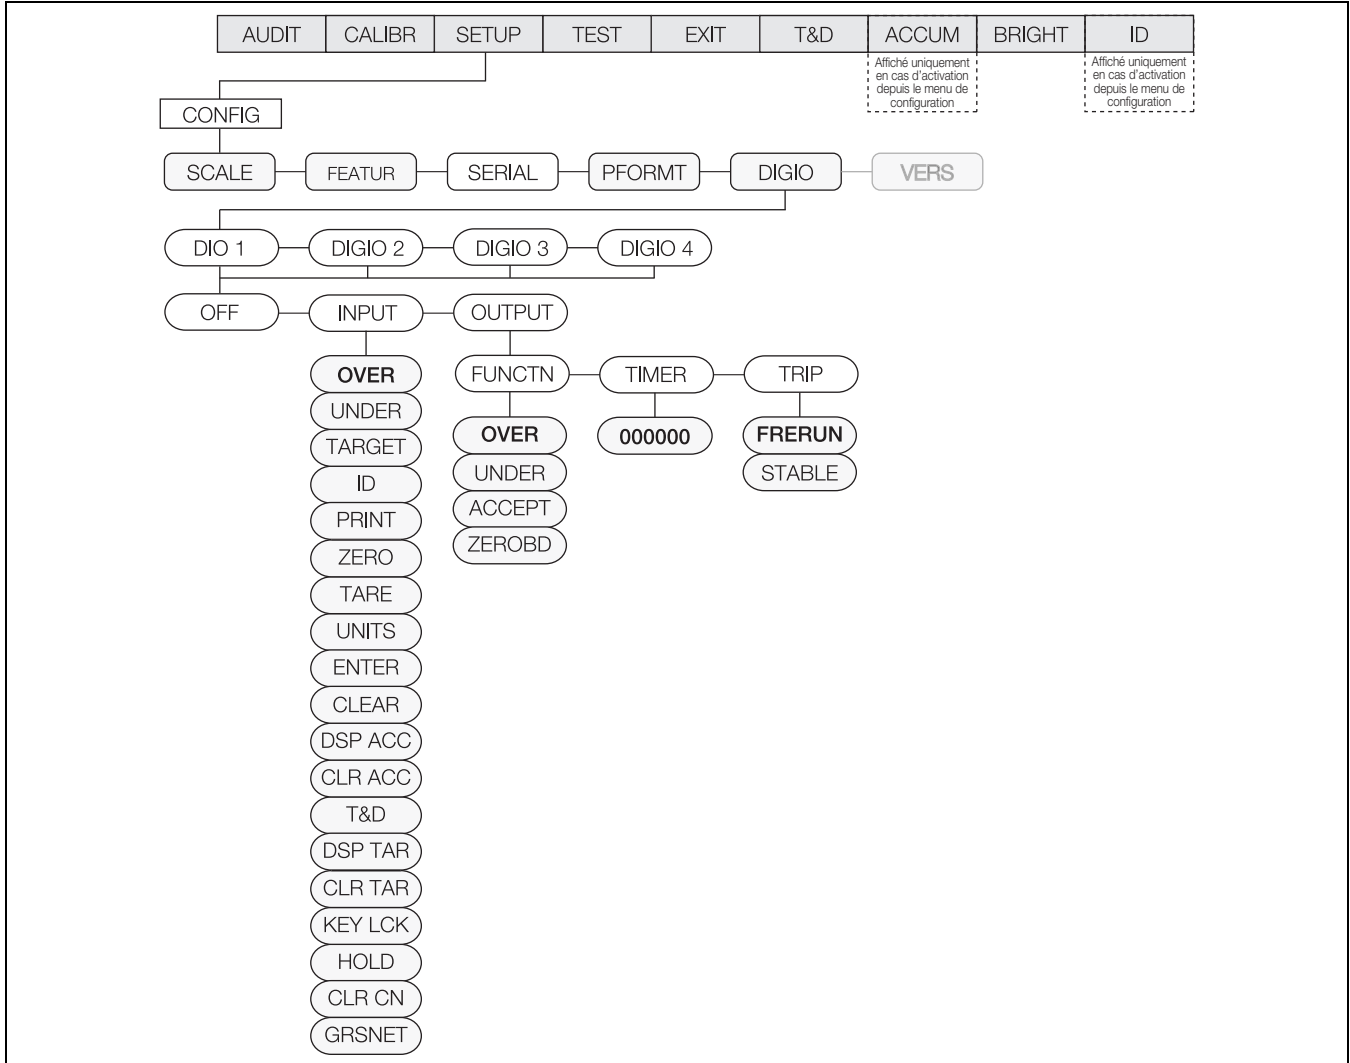 AUDIT CALIBR SETUP TEST EXIT T&D ACCUM BRIGHT ID
Affiché uniquement
en cas d'activation
depuis le menu de
configuration
Affiché uniquement
en cas d'activation
depuis le menu de
configuration
CONFIG
SCALE FEATUR SERIAL PFORMT DIGIO VERS
DIO 1 DIGIO 2 DIGIO 3 DIGIO 4
OFF INPUT OUTPUT
OVER
UNDER
TARGET
ID
PRINT
ZERO
TARE
UNITS
ENTER
CLEAR
DSP ACC
CLR ACC
T&D
DSP TAR
CLR TAR
KEY LCK
HOLD
CLR CN
GRSNET
FUNCTN TIMER TRIP
OVER
UNDER
ACCEPT
ZEROBD
000000
FRERUN
STABLE